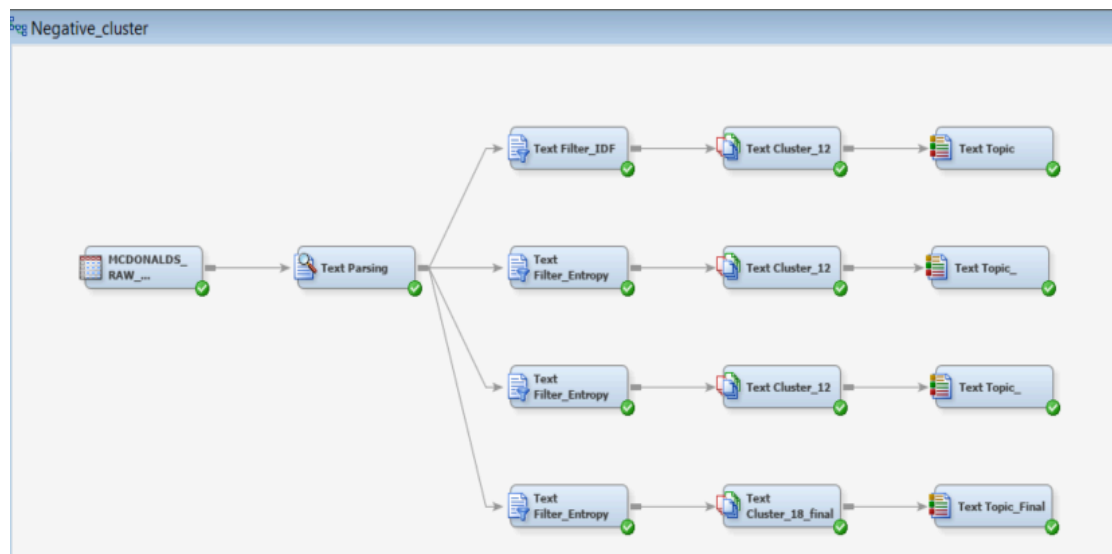 Negative_cluster
Text Filter_IDF
Text Cluster_12
Text Topic
MCDONALDS_
RAW_...
Text Parsing
Text
Filter_Entropy
Text Cluster_12
Text Topic_
Text
Filter_Entropy
Text Cluster_12
Text Topic_
Text
Filter_Entropy
Text
Cluster_18_final
Text Topic_Final